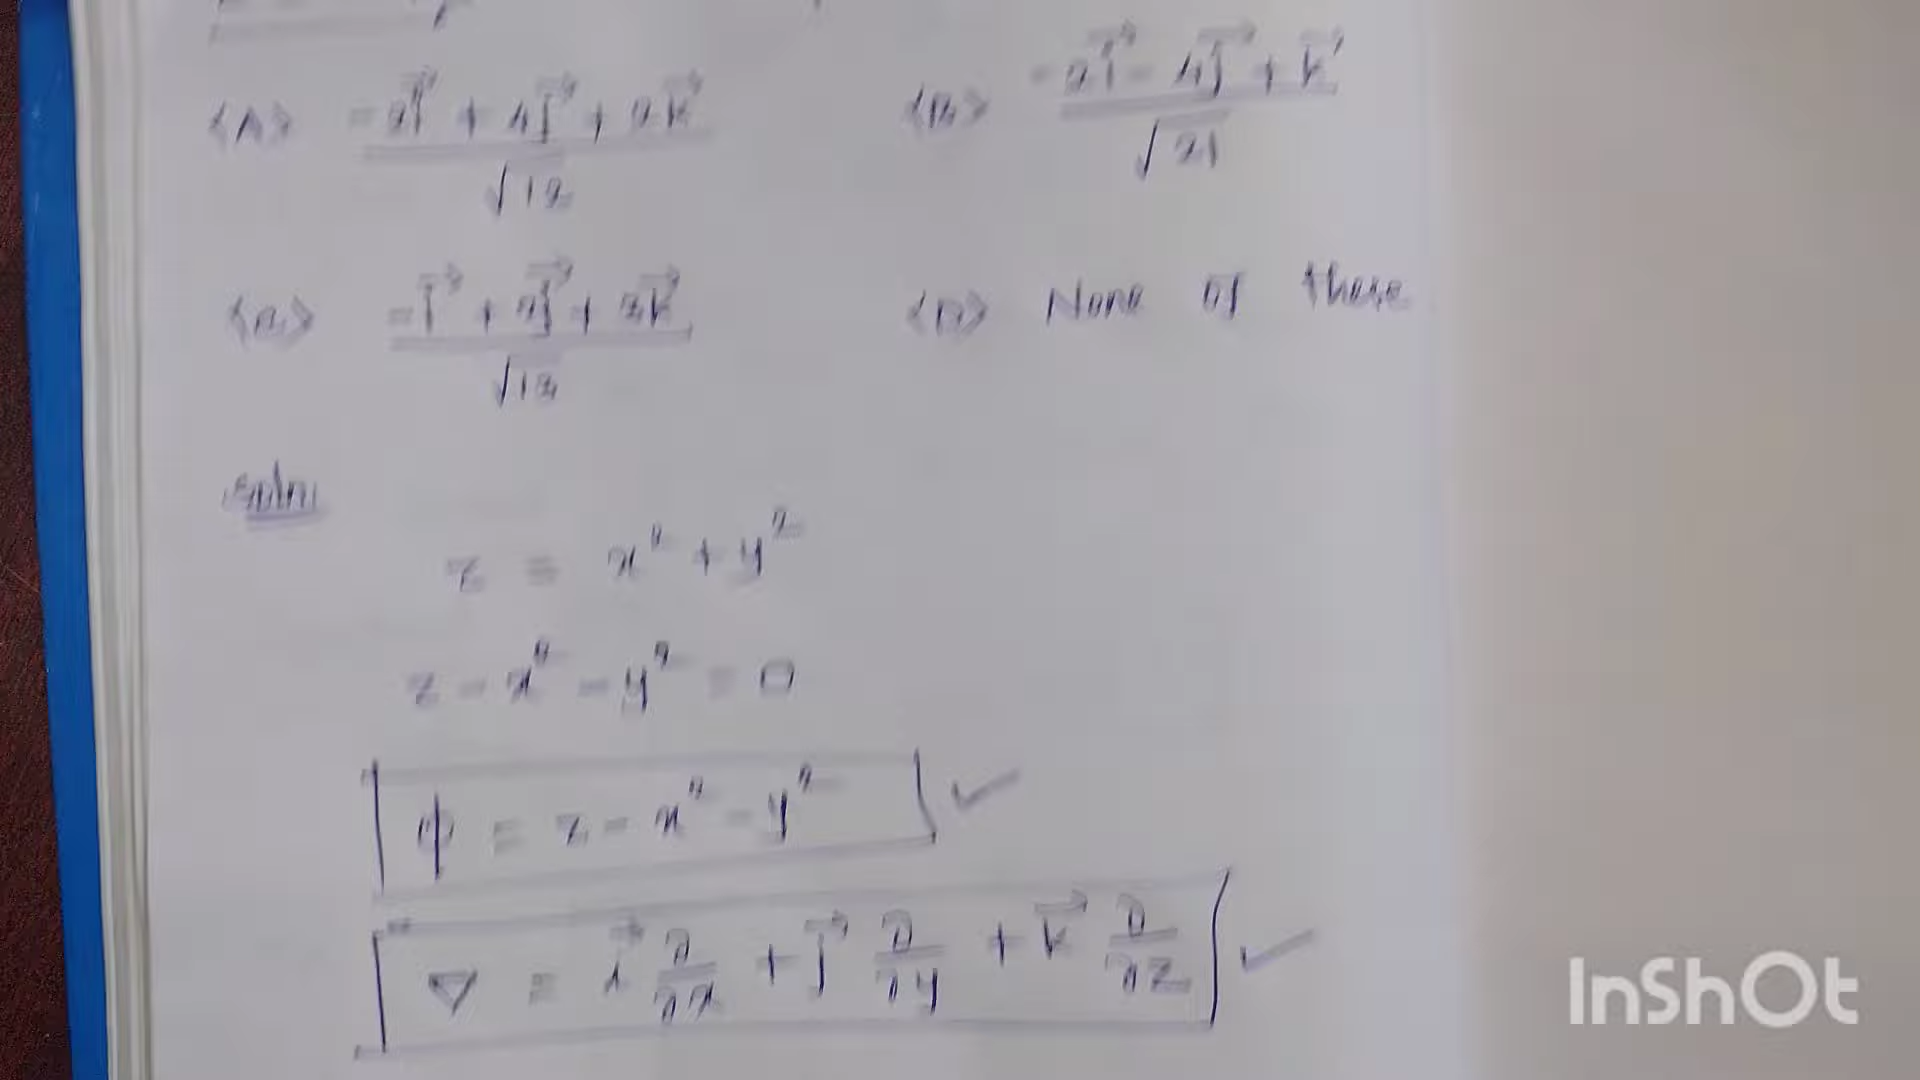 (A) -2i⃗ + 4j⃗ + 2k⃗ / √12
(B) -2i⃗ - 4j⃗ + k⃗ / √21
-i⃗ + 2j⃗ + 3k⃗
(D) None of these
Soln
z = x² + y²
z - x² - y² = 0
ϕ = z - x² - y² ✓
∇ = i⃗ ∂/∂x + j⃗ ∂/∂y + k⃗ ∂/∂z ✓
InShOt